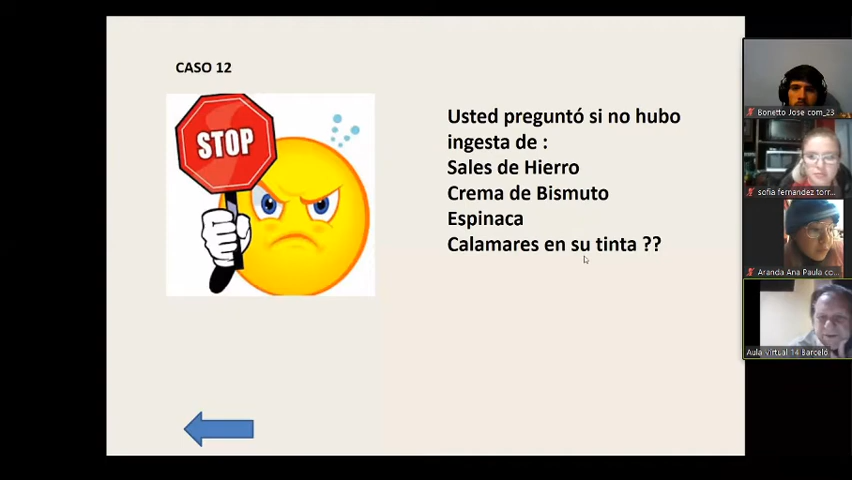 CASO 12
STOP
Usted preguntó si no hubo
ingesta de :
Sales de Hierro
Crema de Bismuto
Espinaca
Calamares en su tinta ??
Bonetto Jose com_23
sofia fernandez torr...
Aranda Ana Paula co...
Aula virtual 14 Barceló